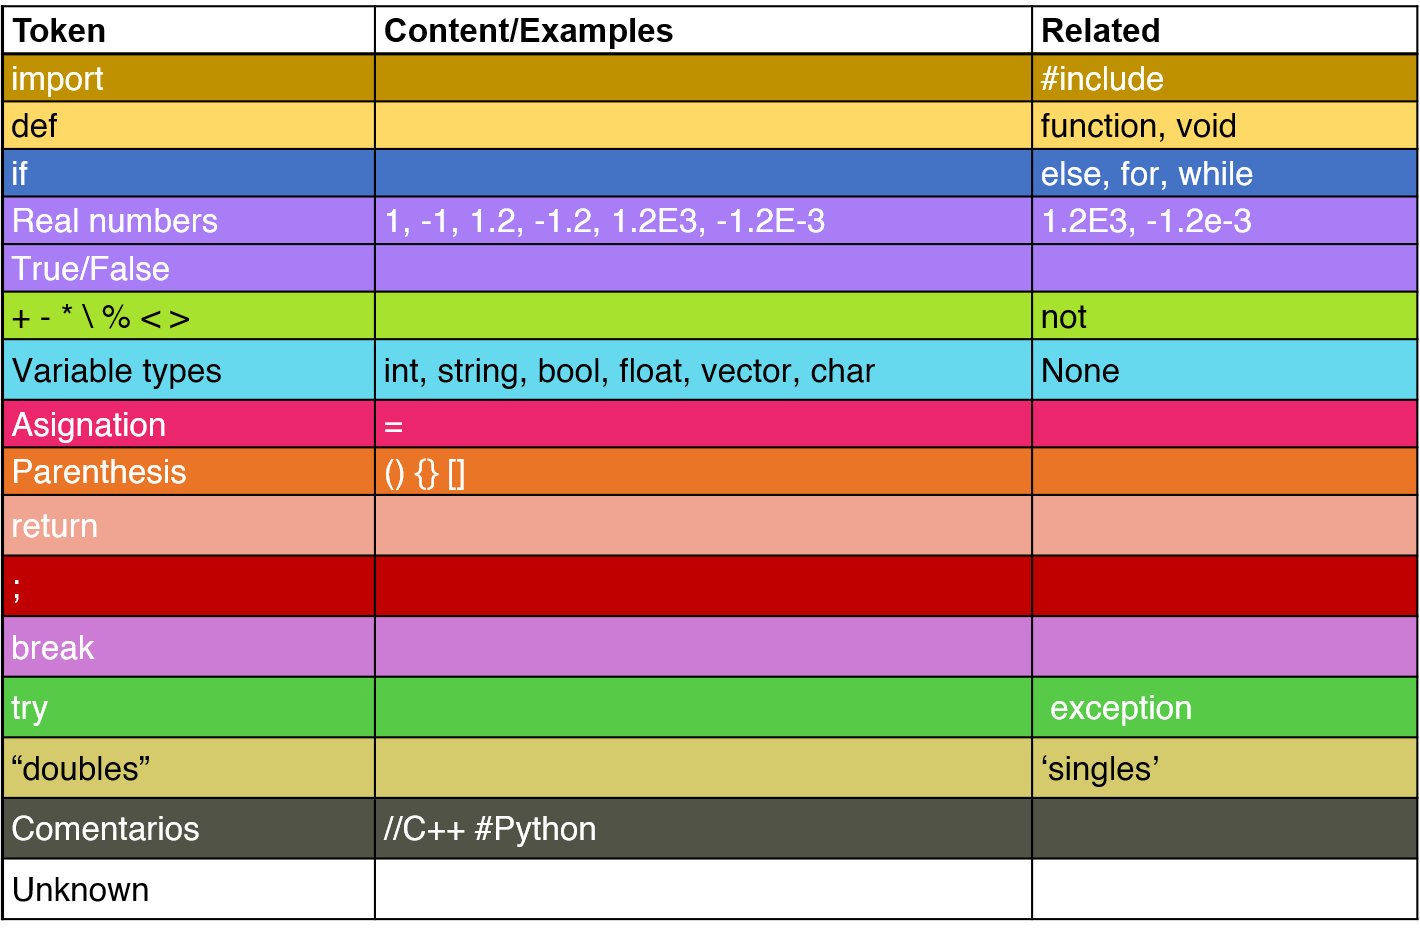 Token Content/Examples Related
import #include
def function, void
if else, for, while
Real numbers 1, -1, 1.2, -1.2, 1.2E3, -1.2E-3 1.2E3, -1.2e-3
True/False
+ - * \ % < > not
Variable types int, string, bool, float, vector, char None
Asignation =
Parenthesis () {} []
return
;
break
try exception
“doubles” ‘singles’
Comentarios //C++ #Python
Unknown